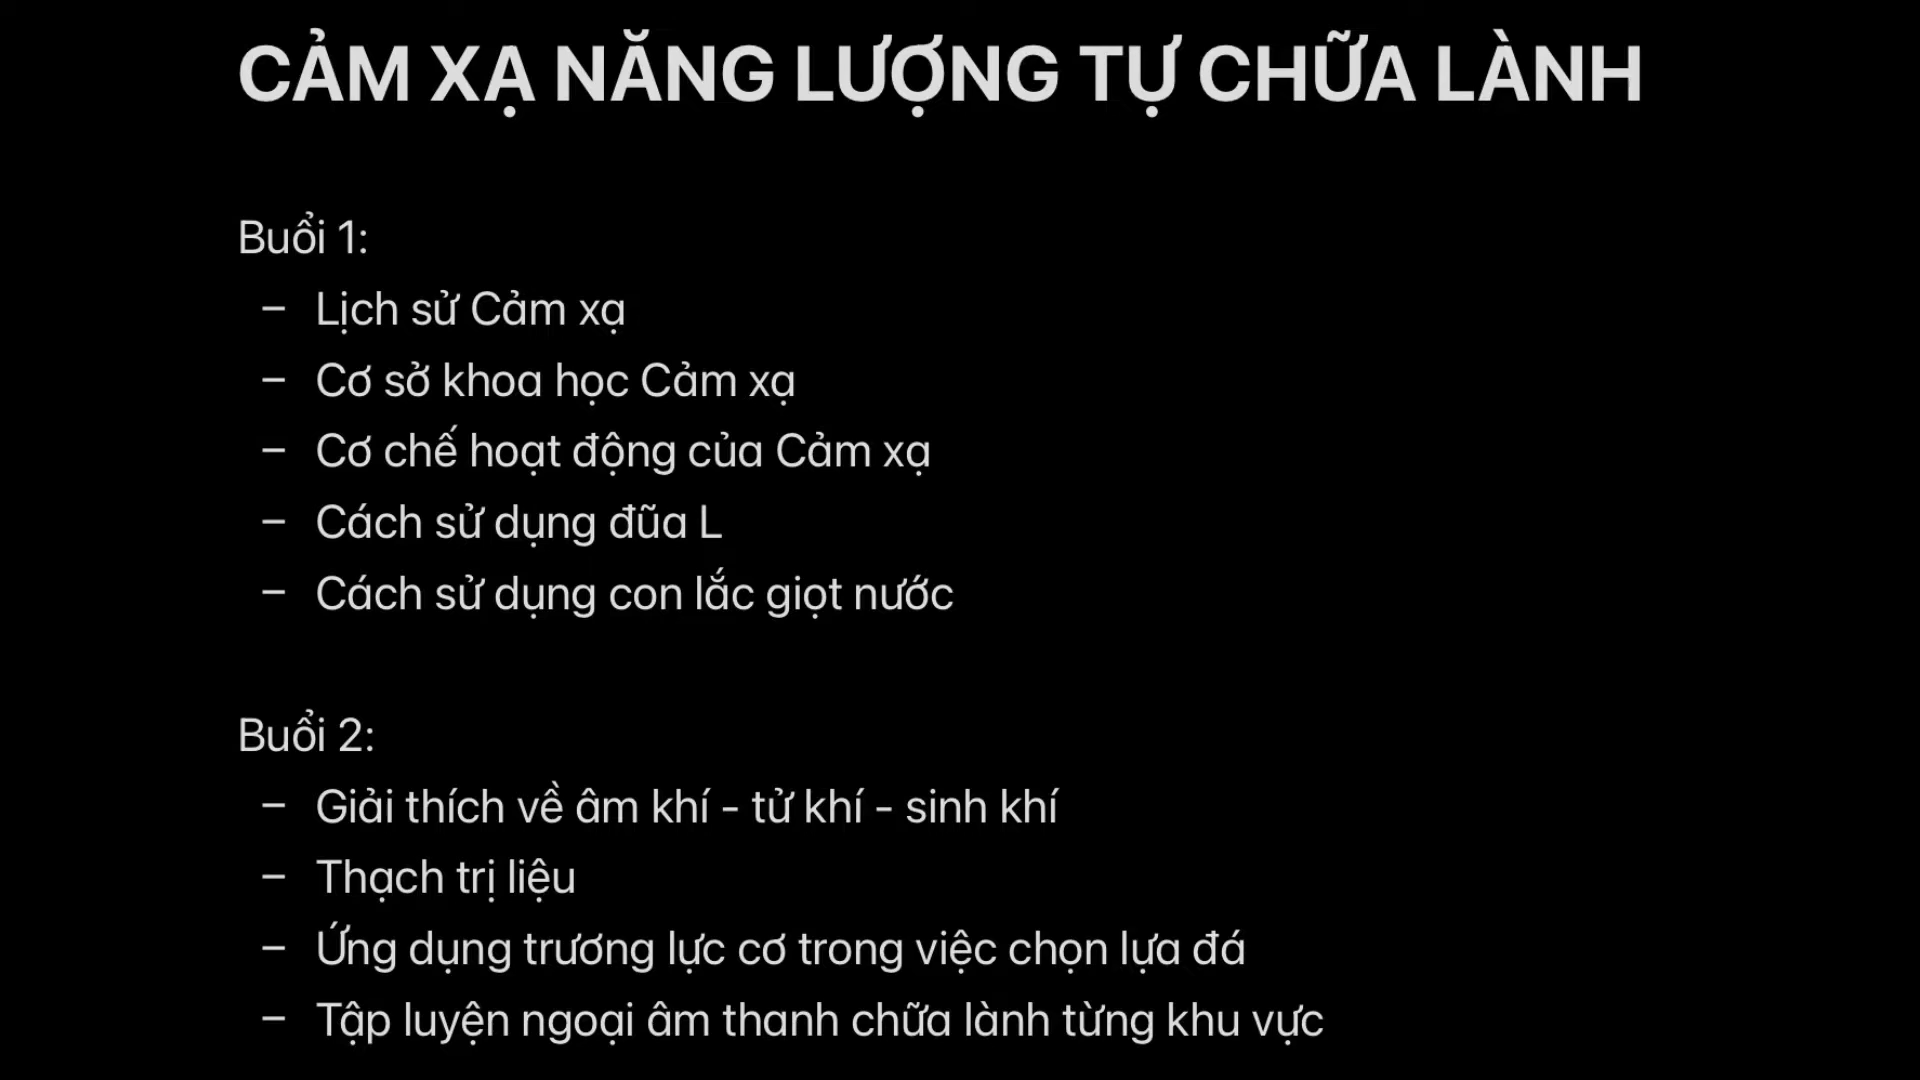 CẢM XẠ NĂNG LƯỢNG TỰ CHỮA LÀNH
Buổi 1:
– Lịch sử Cảm xạ
– Cơ sở khoa học Cảm xạ
– Cơ chế hoạt động của Cảm xạ
– Cách sử dụng đũa L
– Cách sử dụng con lắc giọt nước
Buổi 2:
– Giải thích về âm khí - tử khí - sinh khí
– Thạch trị liệu
– Ứng dụng trương lực cơ trong việc chọn lựa đá
– Tập luyện ngoại âm thanh chữa lành từng khu vực